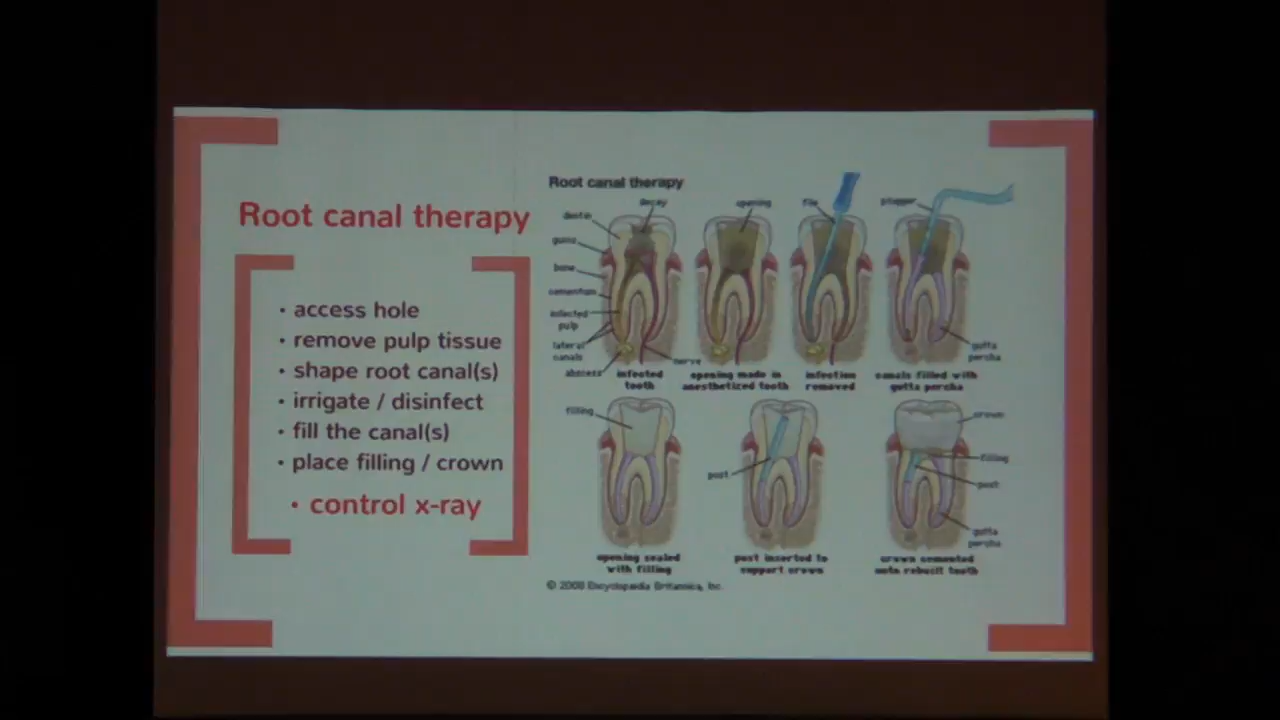 Root canal therapy
• access hole
• remove pulp tissue
• shape root canal(s)
• irrigate / disinfect
• fill the canal(s)
• place filling / crown
• control x-ray
Root canal therapy
decay
dentin
gums
bone
cementum
infected
pulp
lateral
canals
abscess
nerve
infected
tooth
opening
opening made in
anesthetized tooth
file
infection
removed
plugger
gutta
percha
canals filled with
gutta percha
filling
opening sealed
with filling
post
post inserted to
support crown
crown
filling
post
gutta
percha
crown cemented
onto rebuilt tooth
© 2008 Encyclopædia Britannica, Inc.